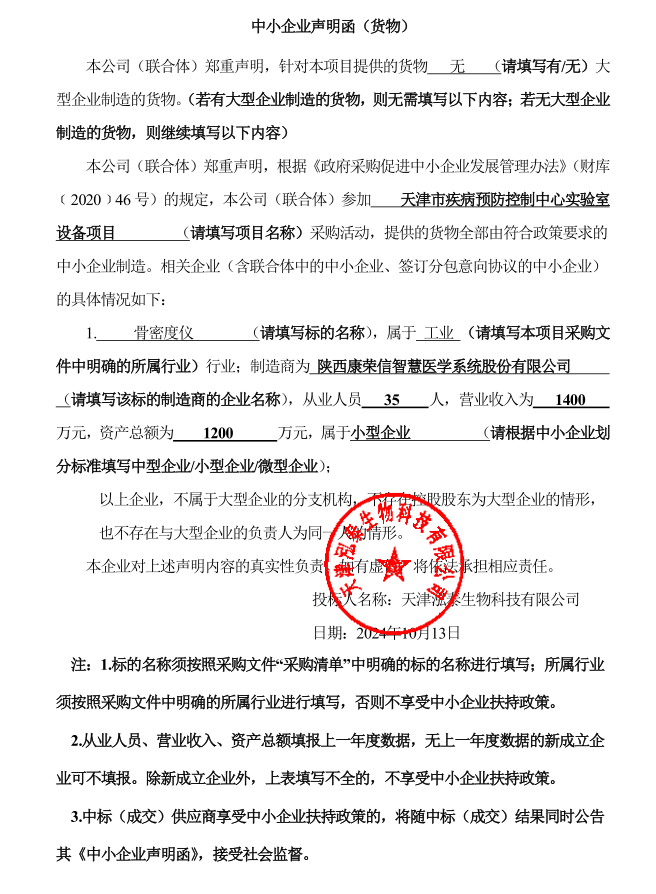 中小企业声明函（货物）
本公司（联合体）郑重声明，针对本项目提供的货物 无 （请填写有/无）大
型企业制造的货物。（若有大型企业制造的货物，则无需填写以下内容；若无大型企业
制造的货物，则继续填写以下内容）
本公司（联合体）郑重声明，根据《政府采购促进中小企业发展管理办法》（财库
﹝2020﹞46 号）的规定，本公司（联合体）参加 天津市疾病预防控制中心实验室
设备项目 （请填写项目名称）采购活动，提供的货物全部由符合政策要求的
中小企业制造。相关企业（含联合体中的中小企业、签订分包意向协议的中小企业）
的具体情况如下：
1. 骨密度仪 （请填写标的名称），属于 工业 （请填写本项目采购文
件中明确的所属行业）行业；制造商为 陕西康荣信智慧医学系统股份有限公司
（请填写该标的制造商的企业名称），从业人员 35 人，营业收入为 1400
万元，资产总额为 1200 万元，属于小型企业 （请根据中小企业划
分标准填写中型企业/小型企业/微型企业）；
以上企业，不属于大型企业的分支机构，不存在控股股东为大型企业的情形，
也不存在与大型企业的负责人为同一人的情形。
本企业对上述声明内容的真实性负责。如有虚假，将依法承担相应责任。
投标人名称：天津泓泰生物科技有限公司
日期：2024年10月13日
天津泓泰生物科技有限公司
注：1.标的名称须按照采购文件“采购清单”中明确的标的名称进行填写；所属行业
须按照采购文件中明确的所属行业进行填写，否则不享受中小企业扶持政策。
2.从业人员、营业收入、资产总额填报上一年度数据，无上一年度数据的新成立企
业可不填报。除新成立企业外，上表填写不全的，不享受中小企业扶持政策。
3.中标（成交）供应商享受中小企业扶持政策的，将随中标（成交）结果同时公告
其《中小企业声明函》，接受社会监督。